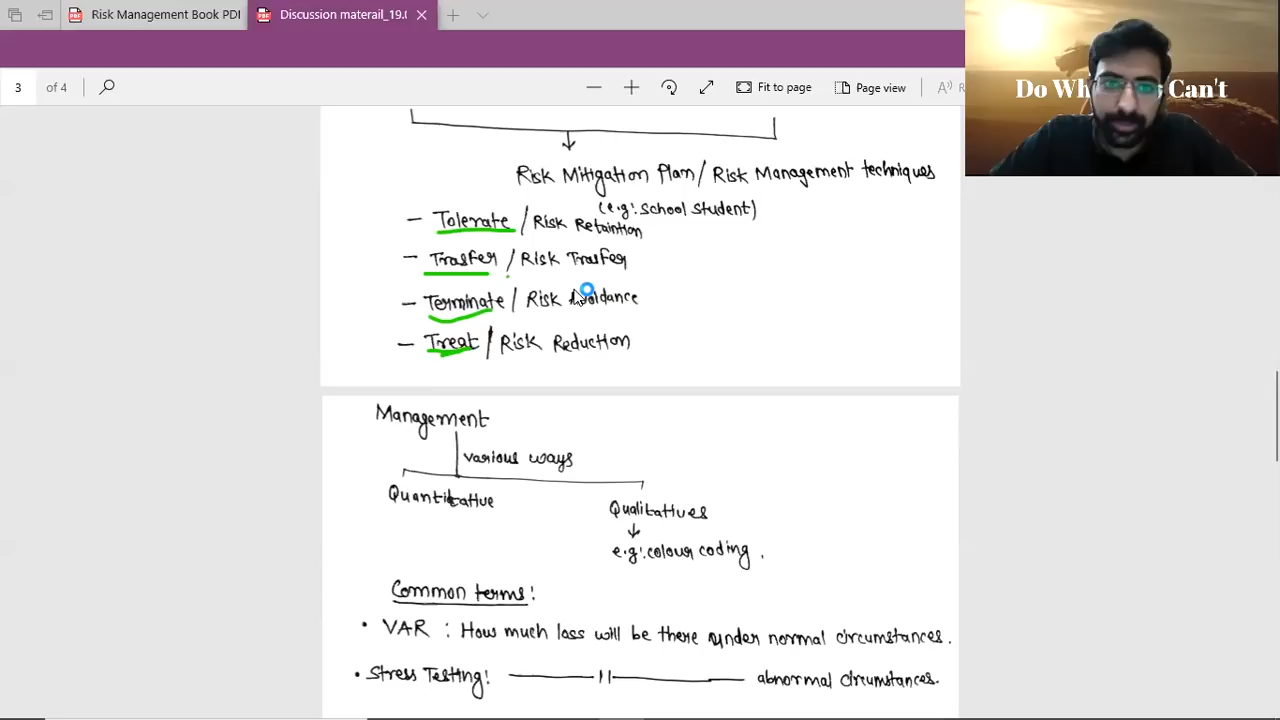 Risk Management Book PDI
Discussion materail_19.0
3 of 4
Fit to page
Page view
Do Wh Can't
Risk Mitigation Plan/ Risk Management techniques
(e.g:. School student)
– Tolerate / Risk Retaintion
– Trasfer / Risk Trasfer
– Terminate / Risk Avoidance
– Treat / Risk Reduction
Management
various ways
Quantitative
Qualitatives
e.g:. colour coding.
Common terms:
• VAR : How much loss will be there under normal circumstances.
• Stress Testing: —— 11 —— abnormal circumstances.